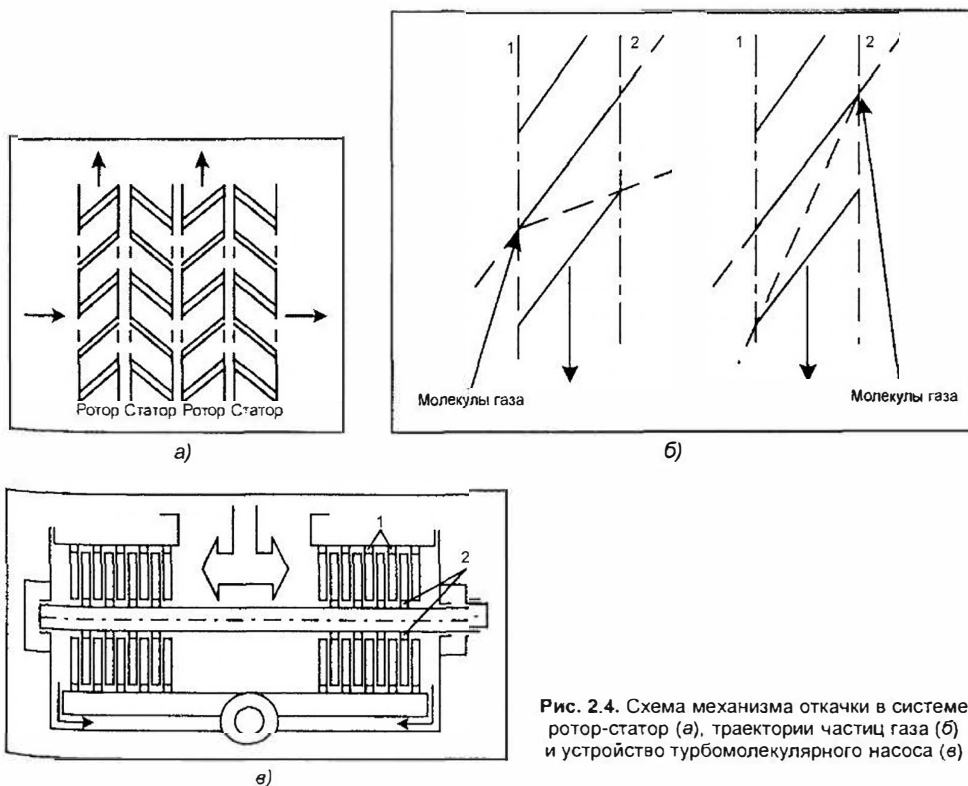 1
2
1
2
Ротор Статор Ротор Статор
Молекулы газа
Молекулы газа
а)
б)
1
2
Рис. 2.4. Схема механизма откачки в системе
ротор-статор (а), траектории частиц газа (б)
и устройство турбомолекулярного насоса (в)
в)